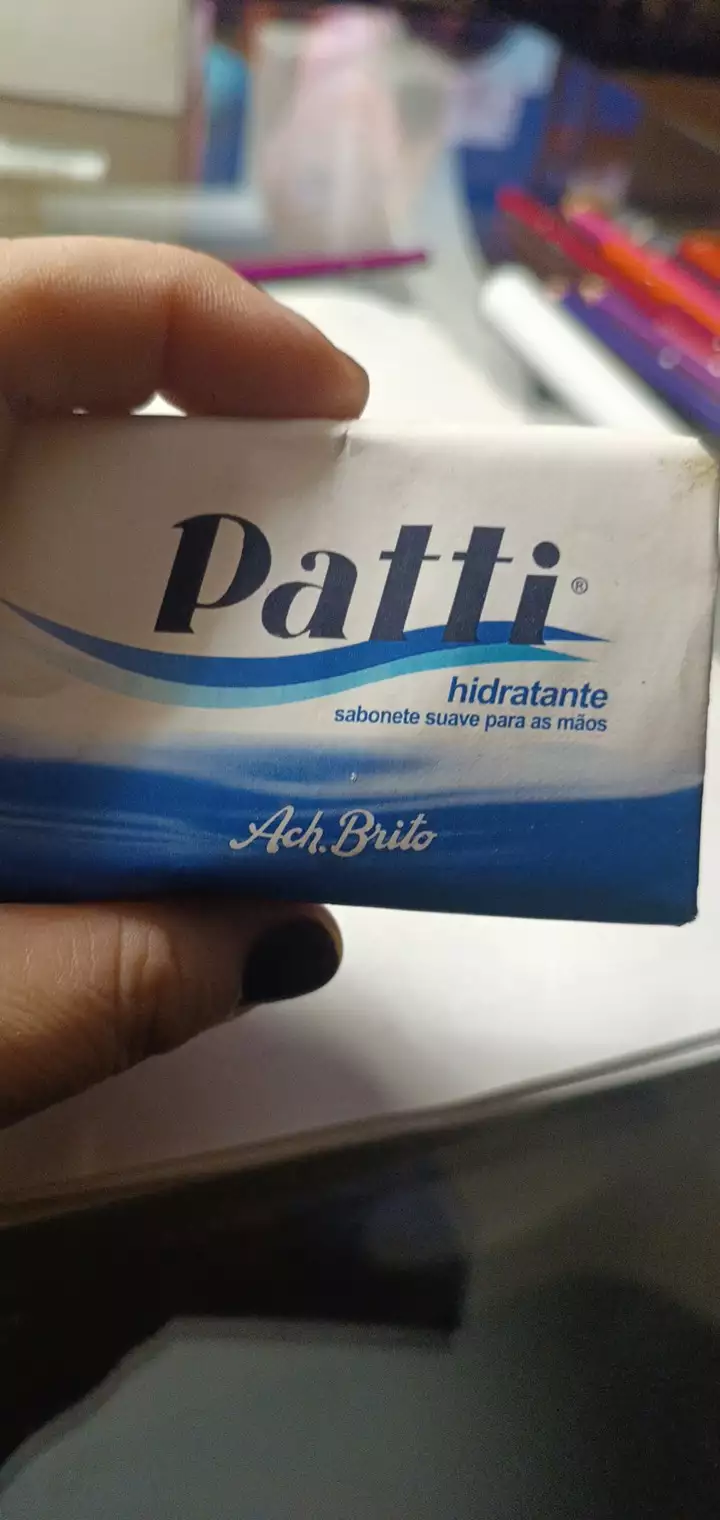 Patti®
hidratante
sabonete suave para as mãos
Ach. Brito